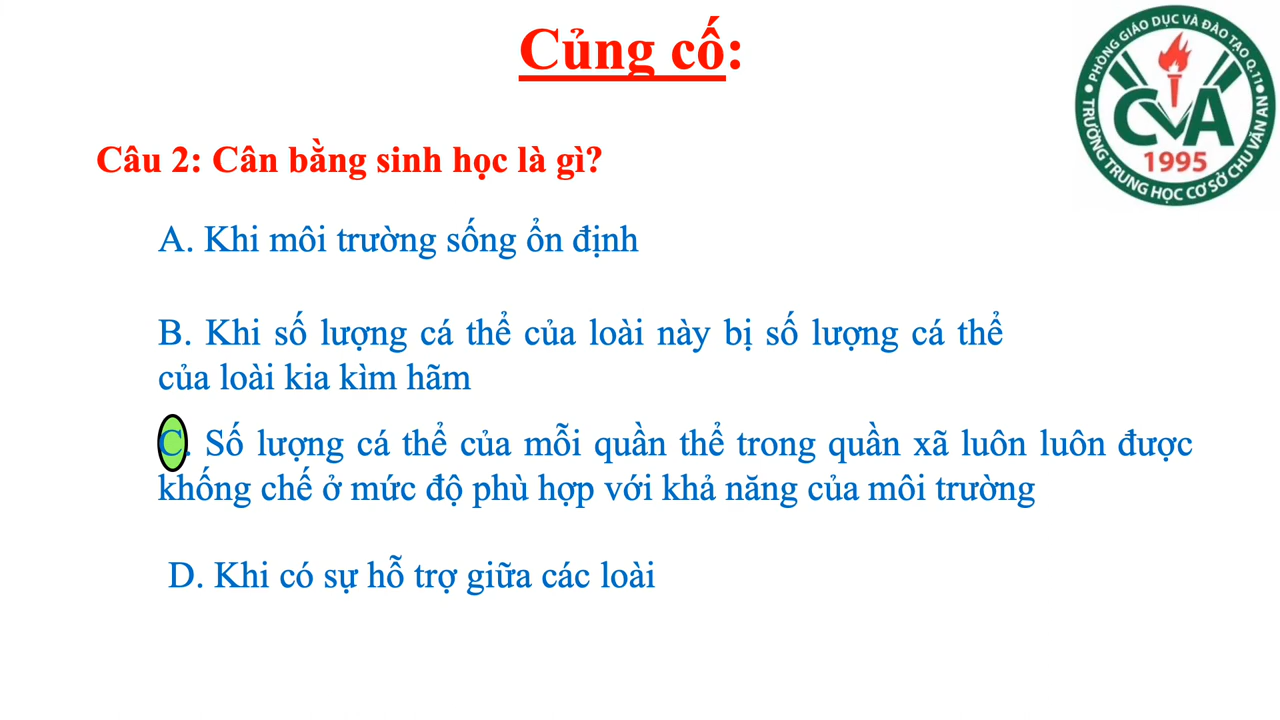 Củng cố:
PHÒNG GIÁO DỤC VÀ ĐÀO TẠO Q.11
TRƯỜNG TRUNG HỌC CƠ SỞ CHU VĂN AN
CVA
1995
Câu 2: Cân bằng sinh học là gì?
A. Khi môi trường sống ổn định
B. Khi số lượng cá thể của loài này bị số lượng cá thể
của loài kia kìm hãm
C. Số lượng cá thể của mỗi quần thể trong quần xã luôn luôn được
khống chế ở mức độ phù hợp với khả năng của môi trường
D. Khi có sự hỗ trợ giữa các loài